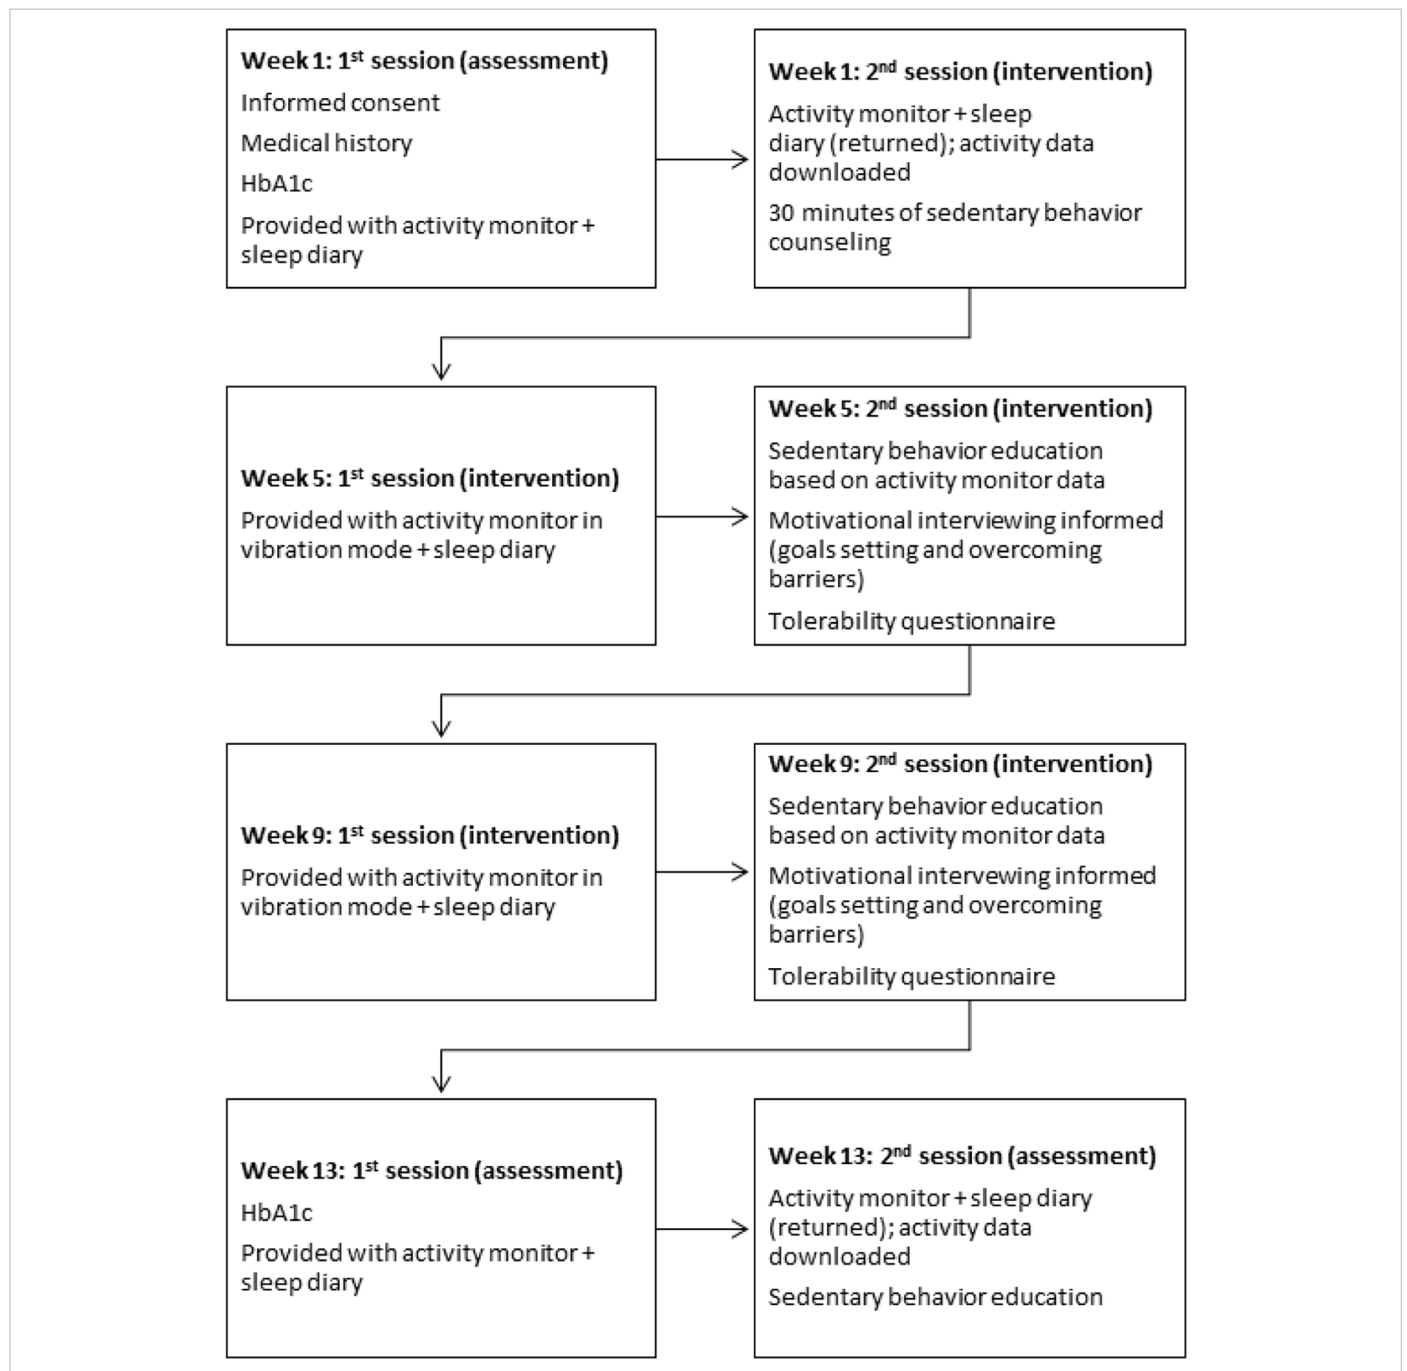 Week 1: 1st session (assessment)
Informed consent
Medical history
HbA1c
Provided with activity monitor +
sleep diary
Week 1: 2nd session (intervention)
Activity monitor + sleep
diary (returned); activity data
downloaded
30 minutes of sedentary behavior
counseling
Week 5: 1st session (intervention)
Provided with activity monitor in
vibration mode + sleep diary
Week 5: 2nd session (intervention)
Sedentary behavior education
based on activity monitor data
Motivational interviewing informed
(goals setting and overcoming
barriers)
Tolerability questionnaire
Week 9: 1st session (intervention)
Provided with activity monitor in
vibration mode + sleep diary
Week 9: 2nd session (intervention)
Sedentary behavior education
based on activity monitor data
Motivational intervewing informed
(goals setting and overcoming
barriers)
Tolerability questionnaire
Week 13: 1st session (assessment)
HbA1c
Provided with activity monitor +
sleep diary
Week 13: 2nd session (assessment)
Activity monitor + sleep diary
(returned); activity data
downloaded
Sedentary behavior education